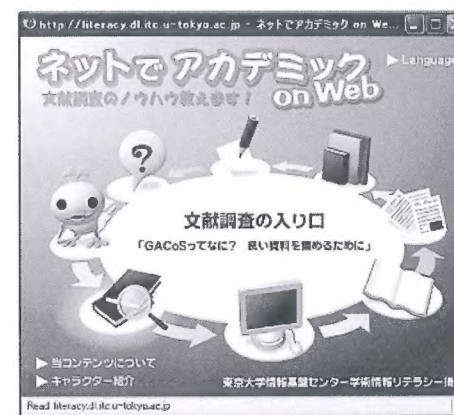 http://literacy.dl.itc.u-tokyo.ac.jp - ネットでアカデミック on We...
Language
ネットで アカデミック
on Web
文献調査のノウハウ教えます！
?
文献調査の入り口
「GACoSってなに？ 良い資料を集めるために」
▶ 当コンテンツについて
▶ キャラクター紹介
東京大学情報基盤センター学術情報リテラシー係
Read literacy.dl.itc.u-tokyo.ac.jp